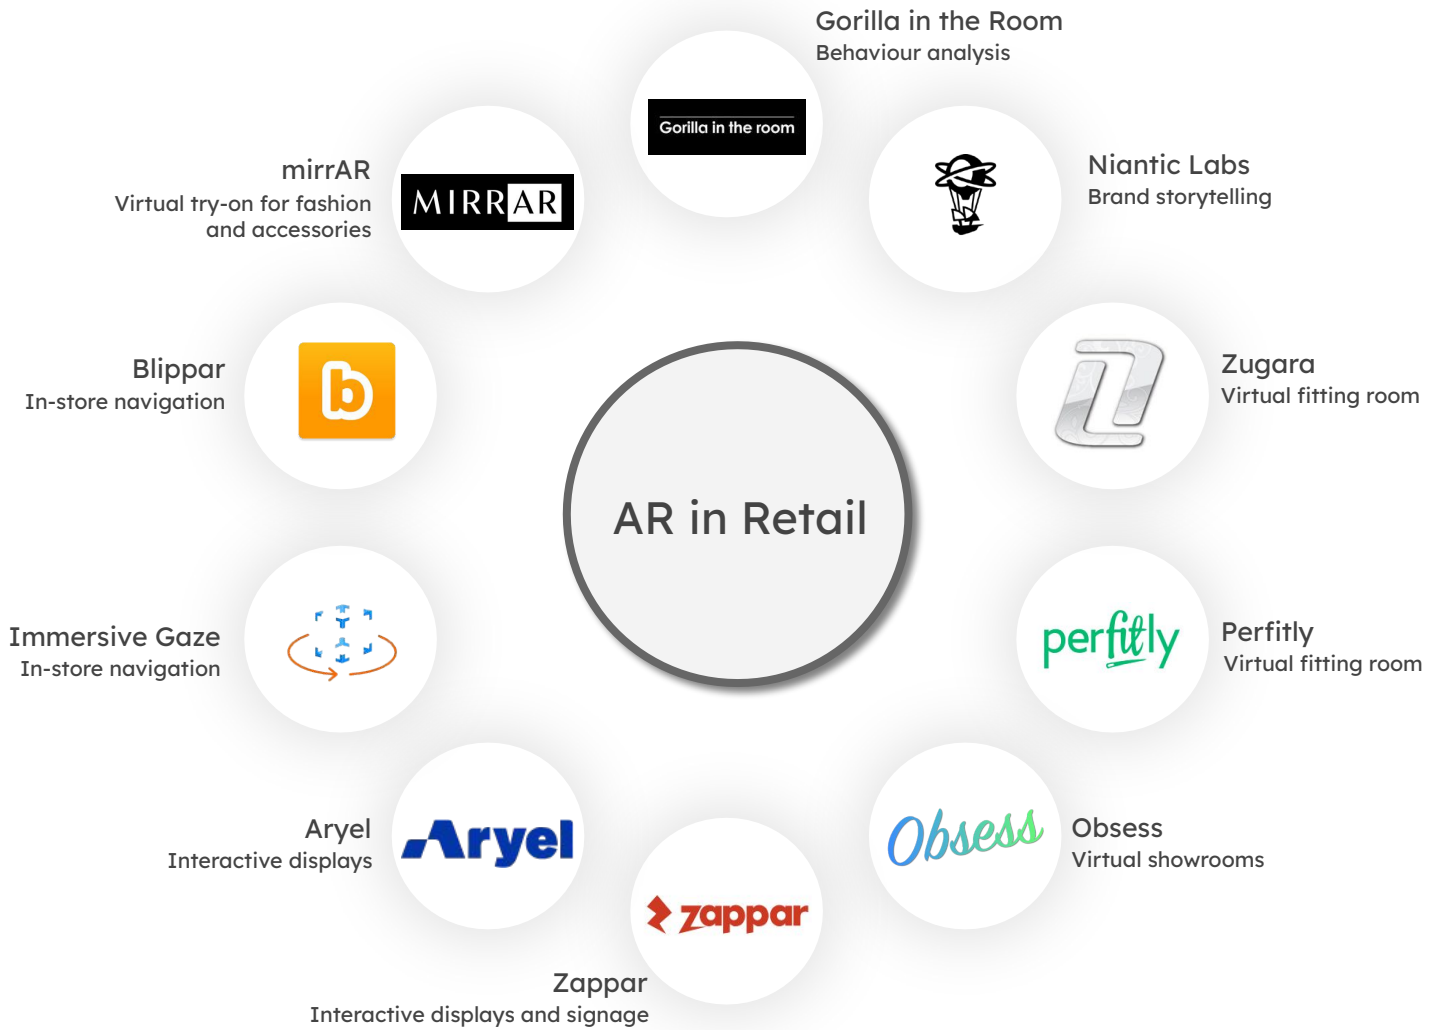 Gorilla in the Room
Behaviour analysis
Gorilla in the room
mirrAR
Virtual try-on for fashion
and accessories
MIRRAR
Niantic Labs
Brand storytelling
Blippar
In-store navigation
b
Zugara
Virtual fitting room
AR in Retail
Immersive Gaze
In-store navigation
perfitly
Perfitly
Virtual fitting room
Aryel
Interactive displays
Aryel
Obsess
Obsess
Virtual showrooms
zappar
Zappar
Interactive displays and signage